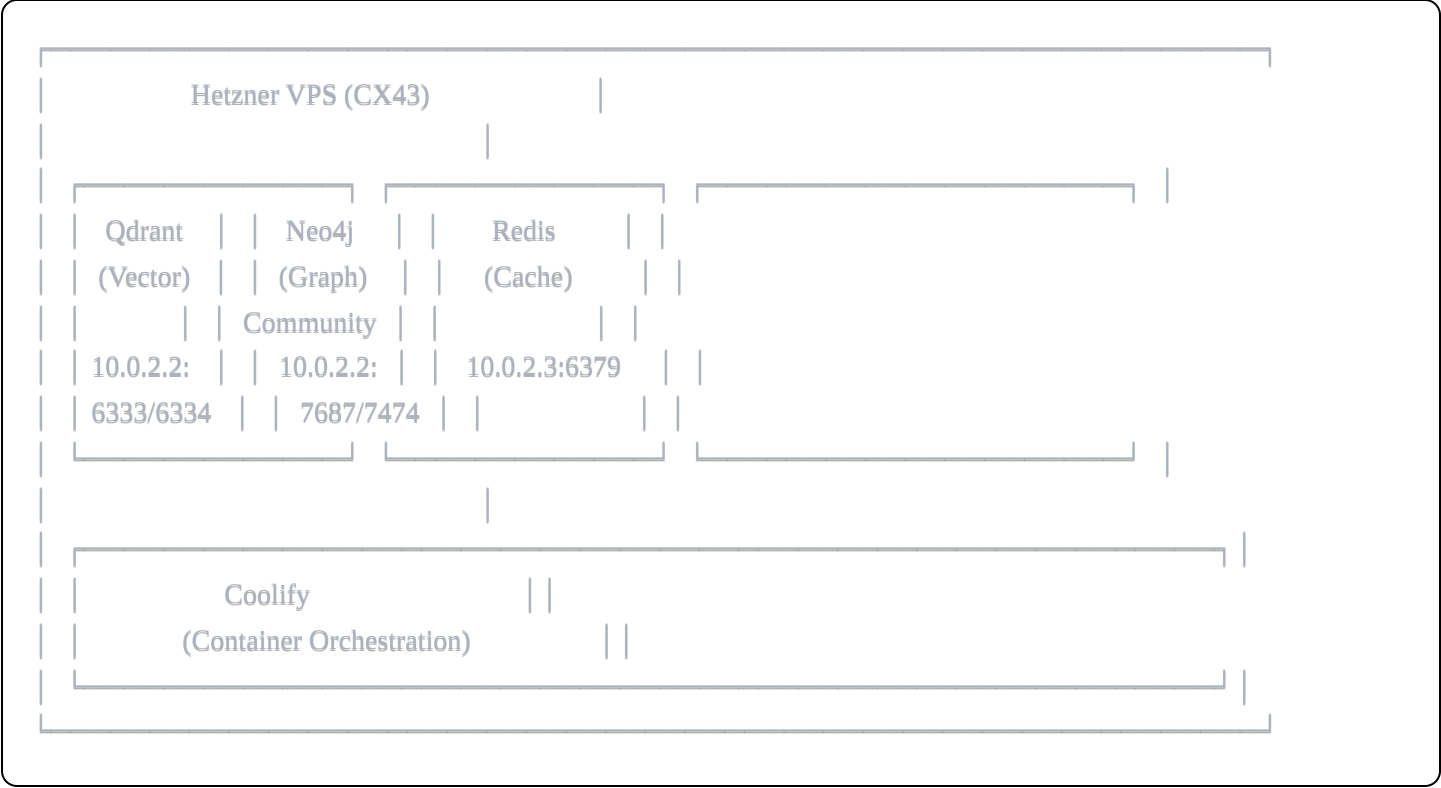 Hetzner VPS (CX43)
Qdrant Neo4j Redis
(Vector) (Graph) (Cache)
Community
10.0.2.2: 10.0.2.2: 10.0.2.3:6379
6333/6334 7687/7474
Coolify
(Container Orchestration)